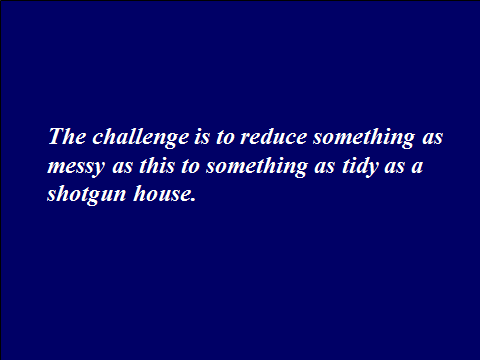 The challenge is to reduce something as
messy as this to something as tidy as a
shotgun house.